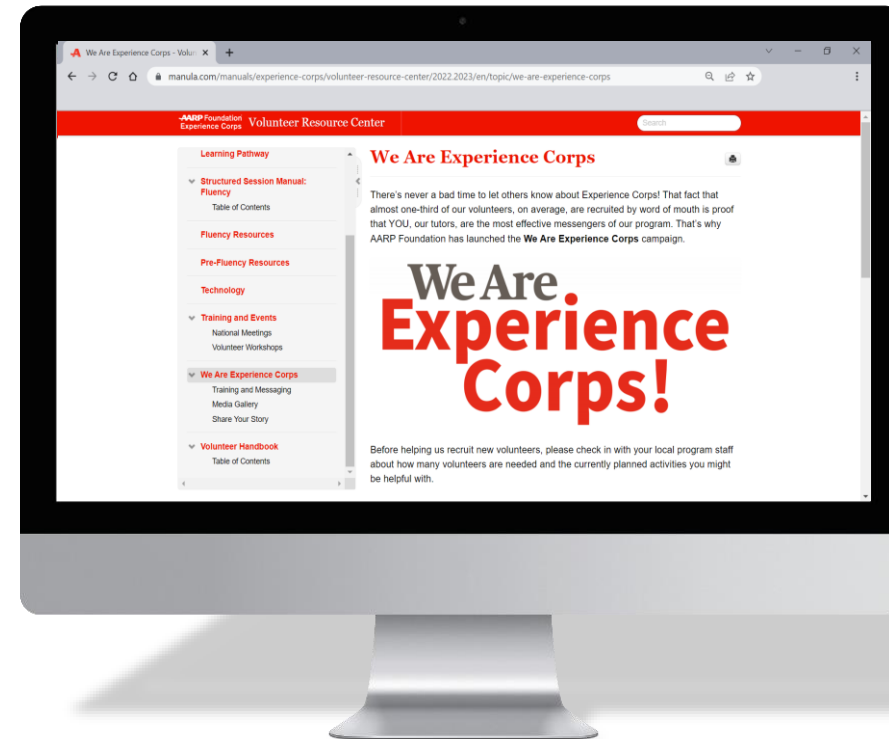 We Are Experience Corps - Volun
manula.com/manuals/experience-corps/volunteer-resource-center/2022.2023/en/topic/we-are-experience-corps
AARP Foundation
Experience Corps
Volunteer Resource Center
Search
Learning Pathway
Structured Session Manual:
Fluency
Table of Contents
Fluency Resources
Pre-Fluency Resources
Technology
Training and Events
National Meetings
Volunteer Workshops
We Are Experience Corps
Training and Messaging
Media Gallery
Share Your Story
Volunteer Handbook
Table of Contents
We Are Experience Corps
There's never a bad time to let others know about Experience Corps! That fact that
almost one-third of our volunteers, on average, are recruited by word of mouth is proof
that YOU, our tutors, are the most effective messengers of our program. That's why
AARP Foundation has launched the We Are Experience Corps campaign.
We Are
Experience
Corps!
Before helping us recruit new volunteers, please check in with your local program staff
about how many volunteers are needed and the currently planned activities you might
be helpful with.